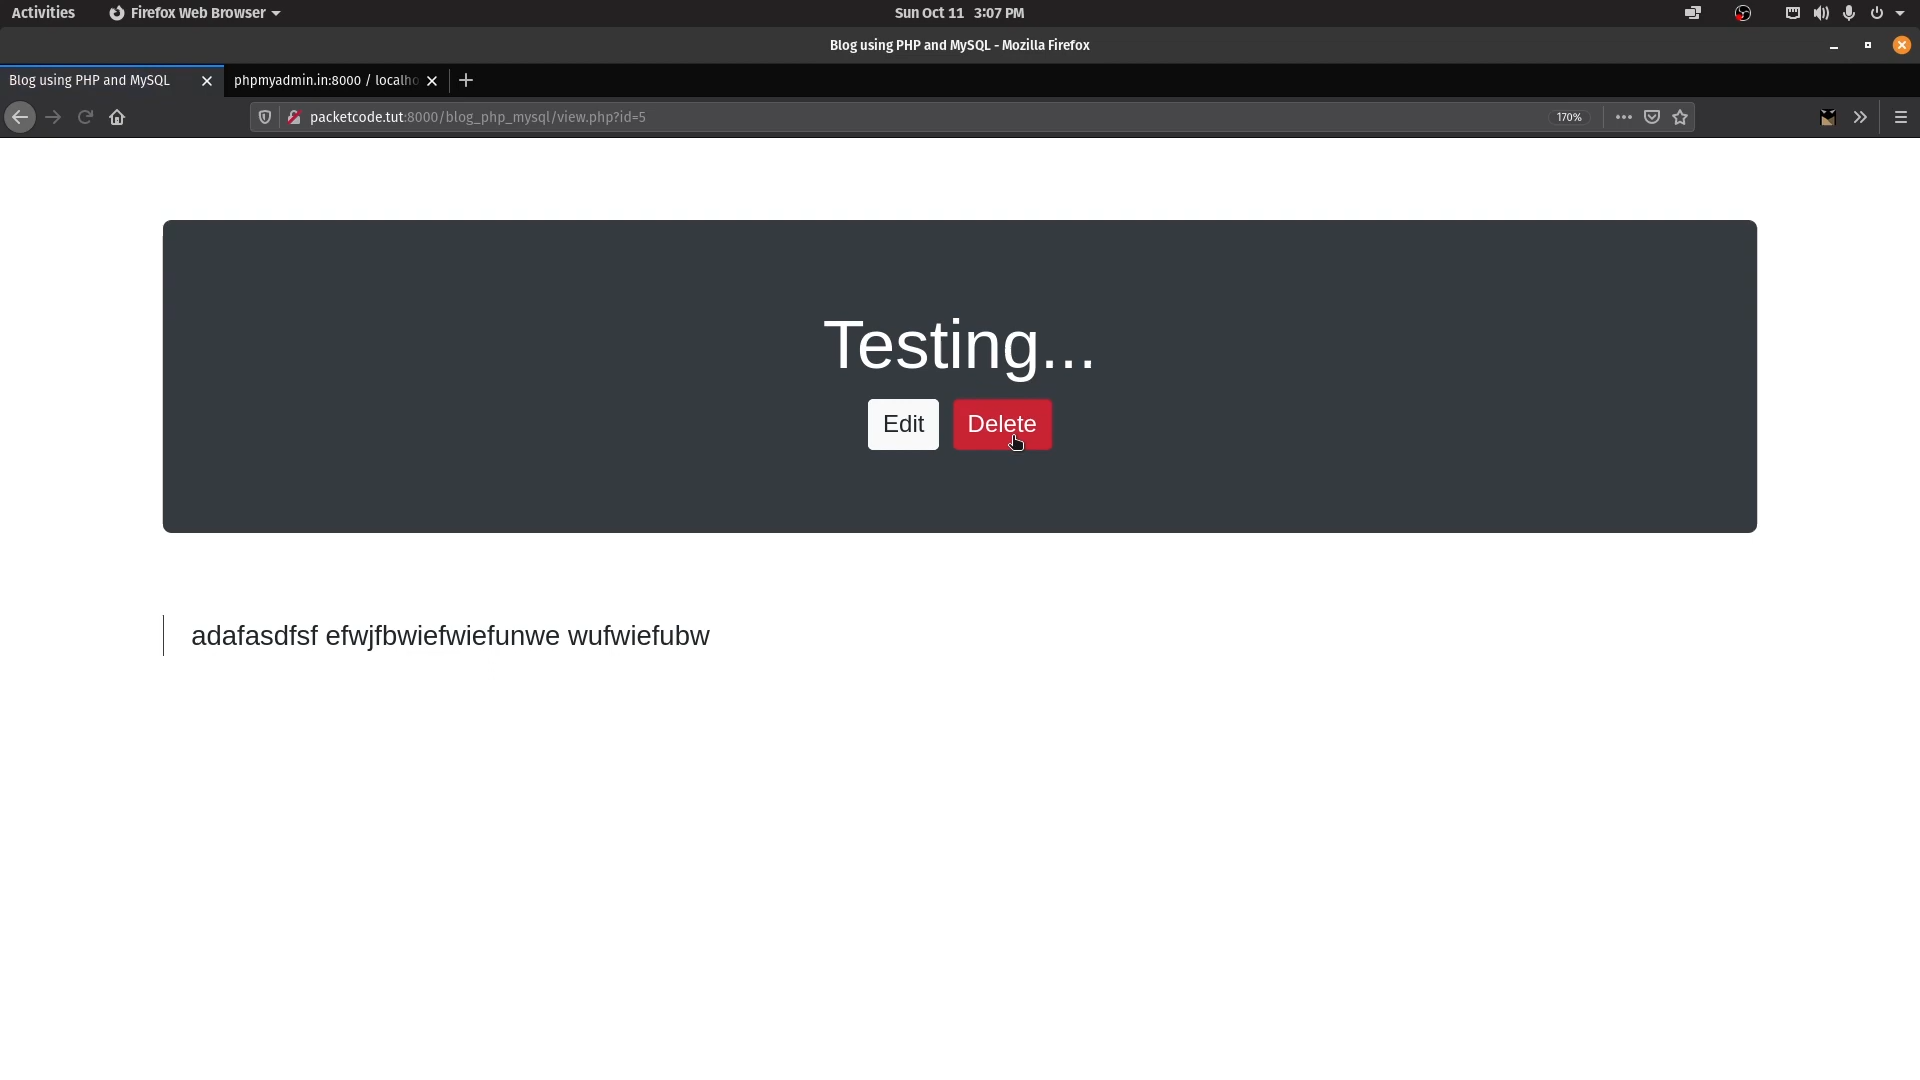 Activities
Firefox Web Browser
Sun Oct 11 3:07 PM
Blog using PHP and MySQL - Mozilla Firefox
Blog using PHP and MySQL
phpmyadmin.in:8000 / localho
packetcode.tut:8000/blog_php_mysql/view.php?id=5
170%
Testing...
Edit
Delete
adafasdfsf efwjfbwiefwiefunwe wufwiefubw